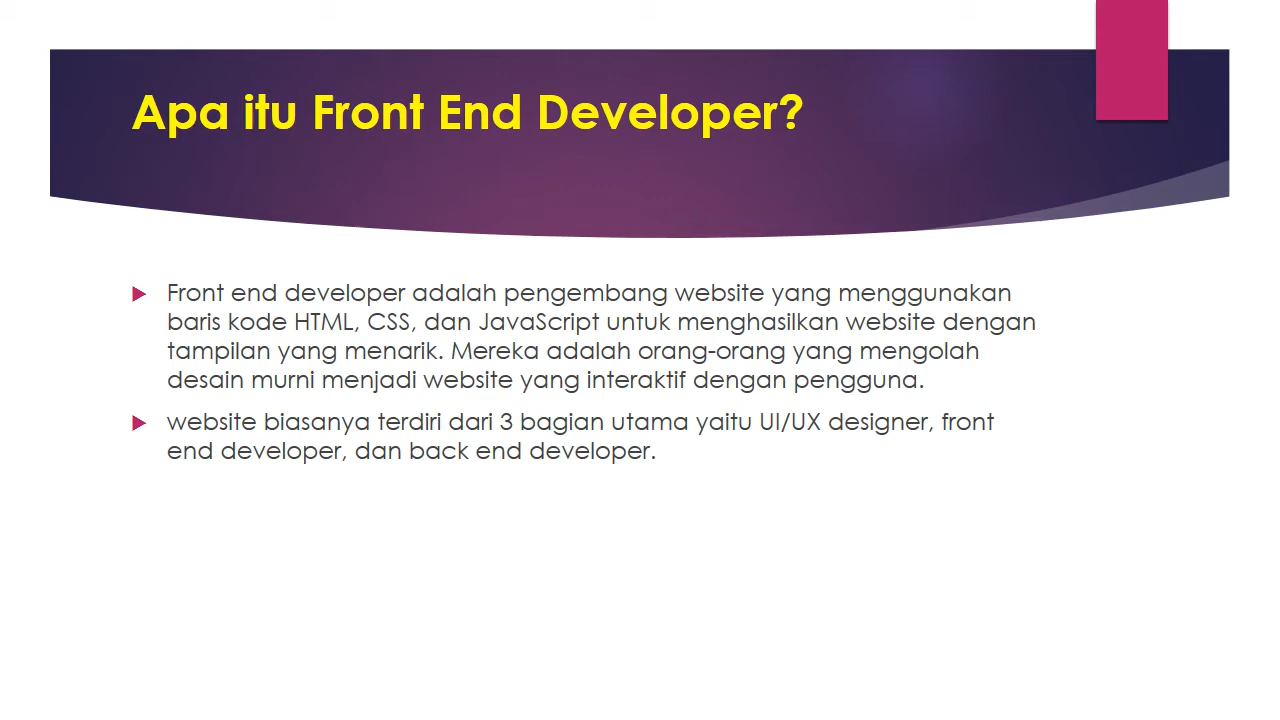 Apa itu Front End Developer?
Front end developer adalah pengembang website yang menggunakan
baris kode HTML, CSS, dan JavaScript untuk menghasilkan website dengan
tampilan yang menarik. Mereka adalah orang-orang yang mengolah
desain murni menjadi website yang interaktif dengan pengguna.
website biasanya terdiri dari 3 bagian utama yaitu UI/UX designer, front
end developer, dan back end developer.